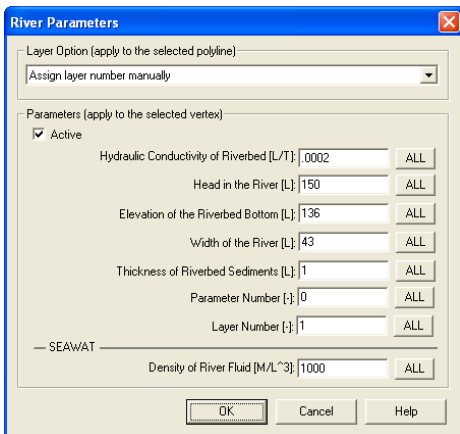 River Parameters
Layer Option (apply to the selected polyline)
Assign layer number manually
Parameters (apply to the selected vertex)
Active
Hydraulic Conductivity of Riverbed [L/T]: .0002 ALL
Head in the River [L]: 150 ALL
Elevation of the Riverbed Bottom [L]: 136 ALL
Width of the River [L]: 43 ALL
Thickness of Riverbed Sediments [L]: 1 ALL
Parameter Number [-]: 0 ALL
Layer Number [-]: 1 ALL
SEAWAT
Density of River Fluid [M/L^3]: 1000 ALL
OK Cancel Help